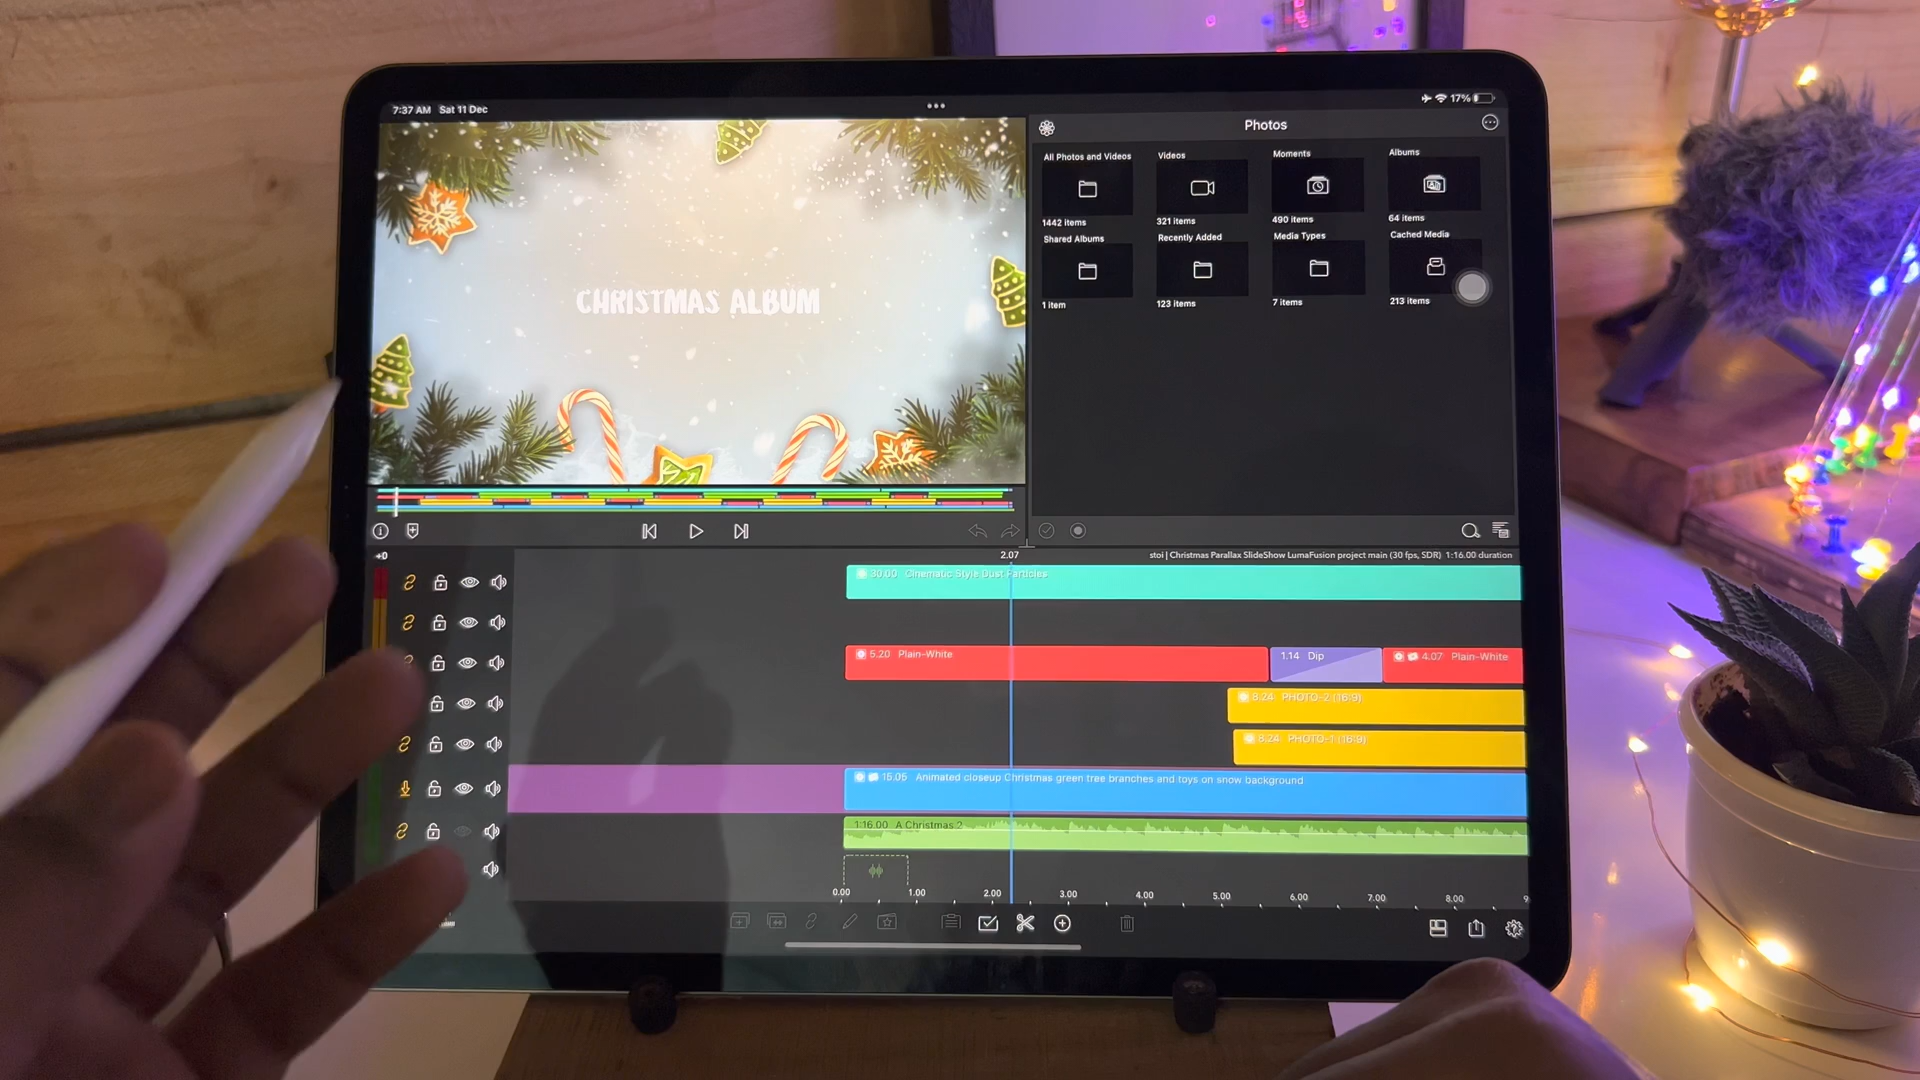 7:37 AM Sat 11 Dec
17%
CHRISTMAS ALBUM
Photos
All Photos and Videos
Videos
Moments
Albums
1442 items
321 items
490 items
64 items
Shared Albums
Recently Added
Media Types
Cached Media
1 item
123 items
7 items
213 items
+0
2.07
stoi | Christmas Parallax SlideShow LumaFusion project main (30 fps, SDR) 1:16.00 duration
30.00 Cinematic Style Dust Particles
5.20 Plain-White
1.14 Dip
4.07 Plain-White
8.24 PHOTO-2 (16:9)
8.24 PHOTO-1 (16:9)
15.05 Animated closeup Christmas green tree branches and toys on snow background
1:16.00 A Christmas 2
0.00 1.00 2.00 3.00 4.00 5.00 6.00 7.00 8.00 9